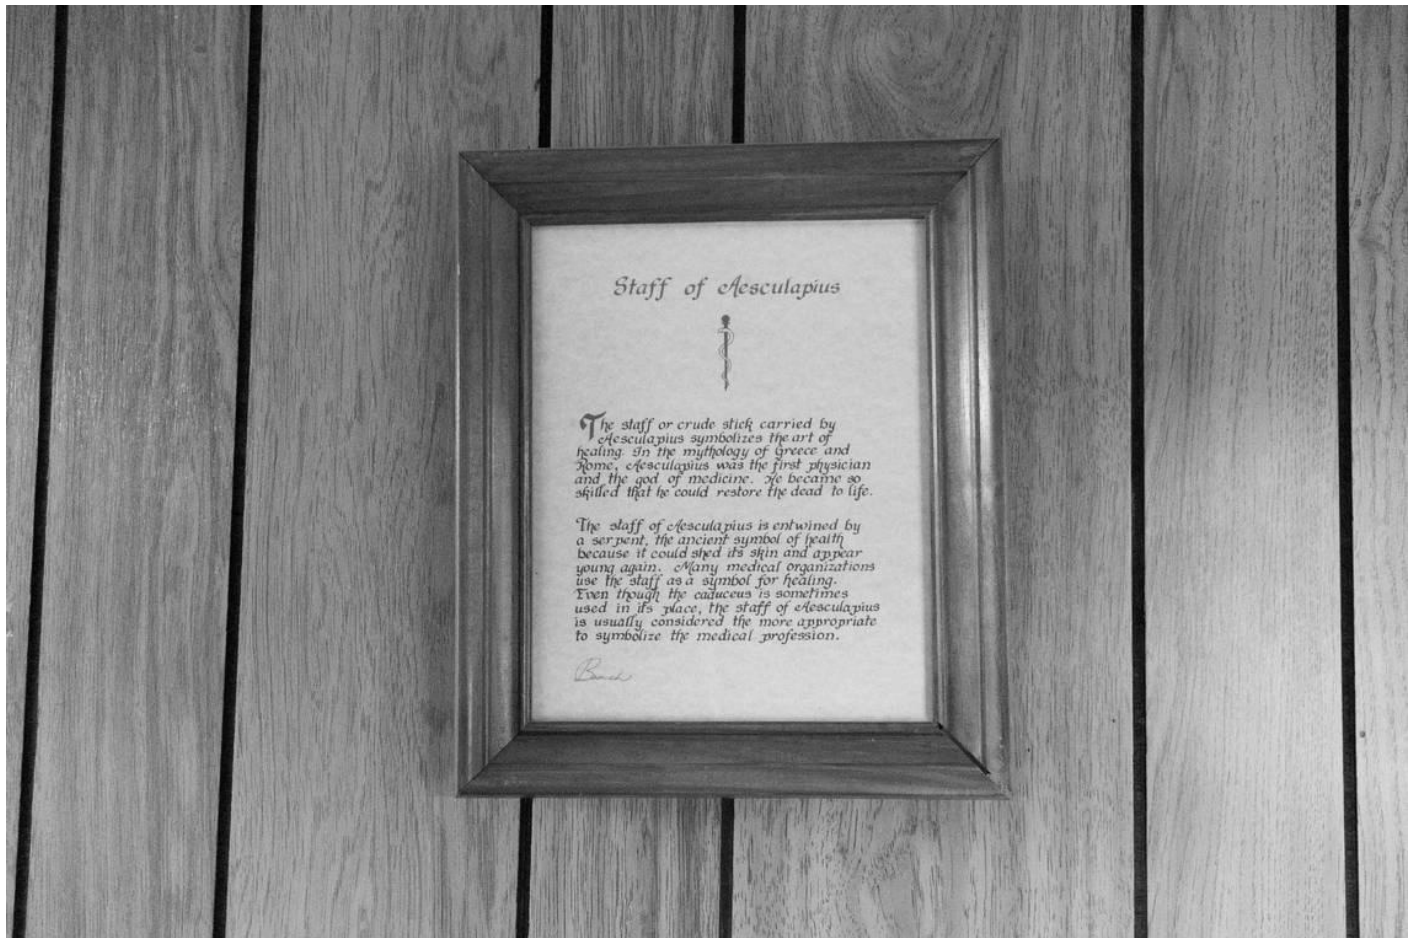 Staff of Aesculapius
The staff or crude stick carried by
Aesculapius symbolizes the art of
healing. In the mythology of Greece and
Rome, Aesculapius was the first physician
and the god of medicine. He became so
skilled that he could restore the dead to life.
The staff of Aesculapius is entwined by
a serpent, the ancient symbol of health
because it could shed its skin and appear
young again. Many medical organizations
use the staff as a symbol for healing.
Even though the caduceus is sometimes
used in its place, the staff of Aesculapius
is usually considered the more appropriate
to symbolize the medical profession.